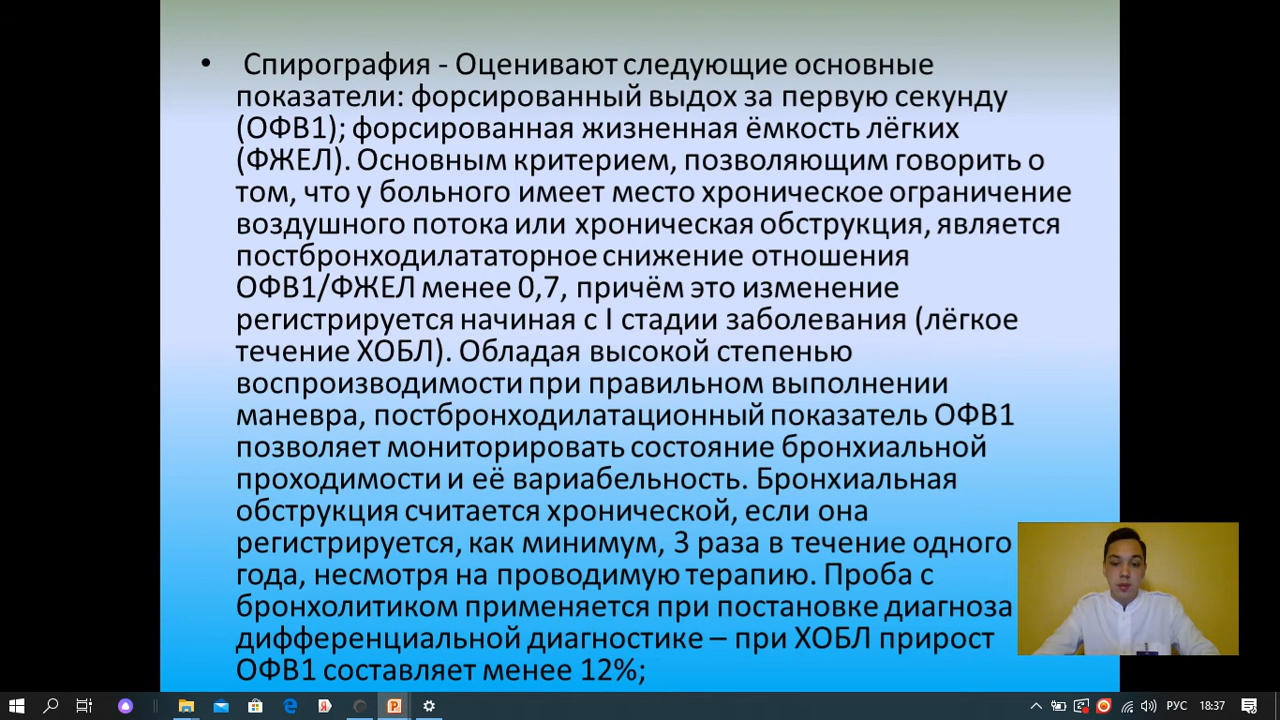 • Спирография - Оценивают следующие основные
показатели: форсированный выдох за первую секунду
(ОФВ1); форсированная жизненная ёмкость лёгких
(ФЖЕЛ). Основным критерием, позволяющим говорить о
том, что у больного имеет место хроническое ограничение
воздушного потока или хроническая обструкция, является
постбронходилататорное снижение отношения
ОФВ1/ФЖЕЛ менее 0,7, причём это изменение
регистрируется начиная с I стадии заболевания (лёгкое
течение ХОБЛ). Обладая высокой степенью
воспроизводимости при правильном выполнении
маневра, постбронходилатационный показатель ОФВ1
позволяет мониторировать состояние бронхиальной
проходимости и её вариабельность. Бронхиальная
обструкция считается хронической, если она
регистрируется, как минимум, 3 раза в течение одного
года, несмотря на проводимую терапию. Проба с
бронхолитиком применяется при постановке диагноза
дифференциальной диагностике – при ХОБЛ прирост
ОФВ1 составляет менее 12%;
РУС 18:37